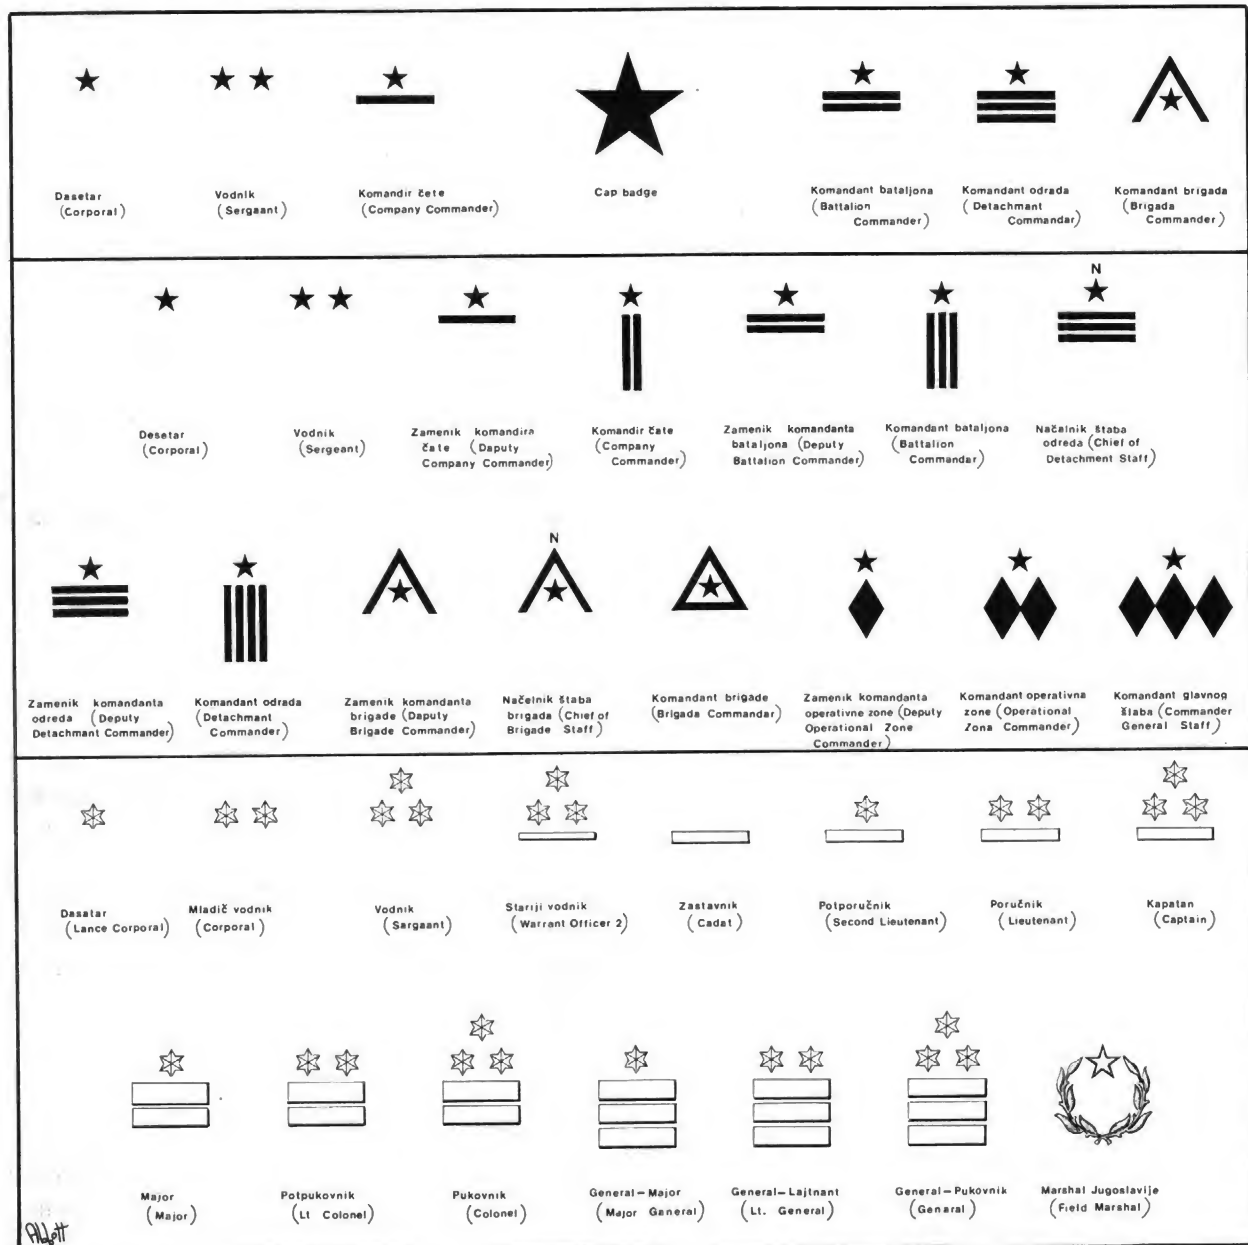 Dasetar
(Corporal)
Vodnik
(Sergaant)
Komandir čete
(Company Commander)
Cap badge
Komandant bataljona
(Battalion
Commander)
Komandant odrada
(Detachment
Commandar)
Komandant brigada
(Brigada
Commander)
N
Desetar
(Corporal)
Vodnik
(Sergeant)
Zamenik komandira
čate (Daputy
Company Commander)
Komandir čate
(Company
Commander)
Zamenik komandanta
bataljona (Deputy
Battalion Commander)
Komandant bataljona
(Battalion
Commandar)
Načelnik štaba
odreda (Chief of
Detachment Staff)
N
Zamenik komandanta
odreda (Deputy
Detachment Commander)
Komandant odrada
(Detachmant
Commander)
Zamenik komandanta
brigade (Daputy
Brigade Commander)
Načelnik štaba
brigada (Chief of
Brigade Staff)
Komandant brigade
(Brigada Commandar)
Zamenik komandanta
operativne zone (Deputy
Operational Zone
Commander)
Komandant operativna
zone (Operational
Zona Commander)
Komandant glavnog
štaba (Commander
General Staff)
Dasatar
(Lance Corporal)
Mladič vodnik
(Corporal)
Vodnik
(Sargaant)
Stariji vodnik
(Warrant Officer 2)
Zastavnik
(Cadat)
Potporučnik
(Second Lieutenant)
Poručnik
(Lieutenant)
Kapatan
(Captain)
Major
(Major)
Potpukovnik
(Lt Colonel)
Pukovnik
(Colonel)
General-Major
(Major General)
General-Lajtnant
(Lt. General)
General-Pukovnik
(Genaral)
Marshal Jugoslavije
(Field Marshal)
Abbott